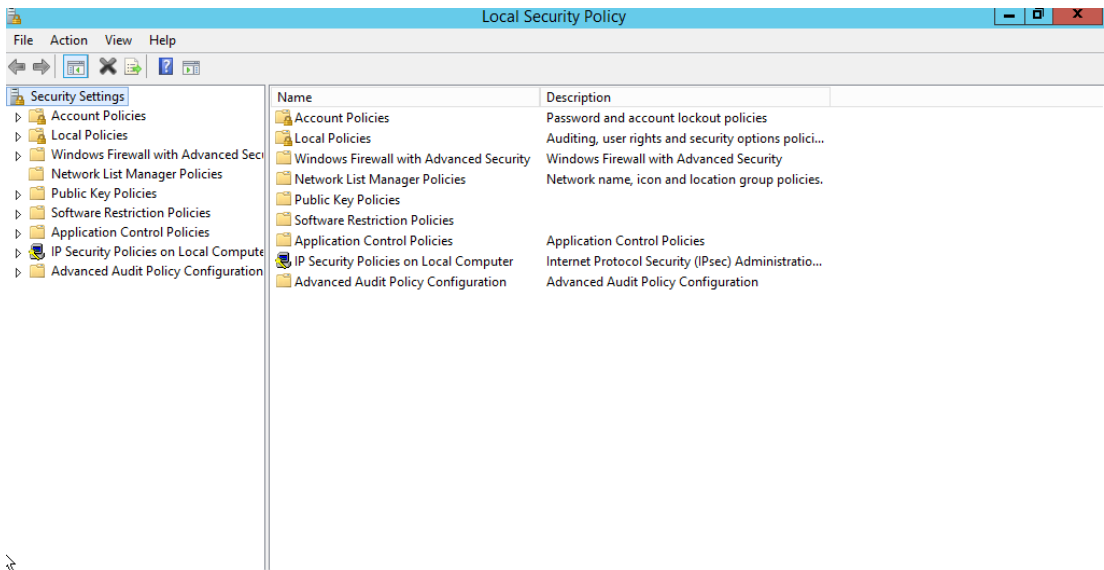 Local Security Policy
File Action View Help
Security Settings
Account Policies
Local Policies
Windows Firewall with Advanced Secu
Network List Manager Policies
Public Key Policies
Software Restriction Policies
Application Control Policies
IP Security Policies on Local Compute
Advanced Audit Policy Configuration
Name Description
Account Policies Password and account lockout policies
Local Policies Auditing, user rights and security options polici...
Windows Firewall with Advanced Security Windows Firewall with Advanced Security
Network List Manager Policies Network name, icon and location group policies.
Public Key Policies
Software Restriction Policies
Application Control Policies Application Control Policies
IP Security Policies on Local Computer Internet Protocol Security (IPsec) Administratio...
Advanced Audit Policy Configuration Advanced Audit Policy Configuration